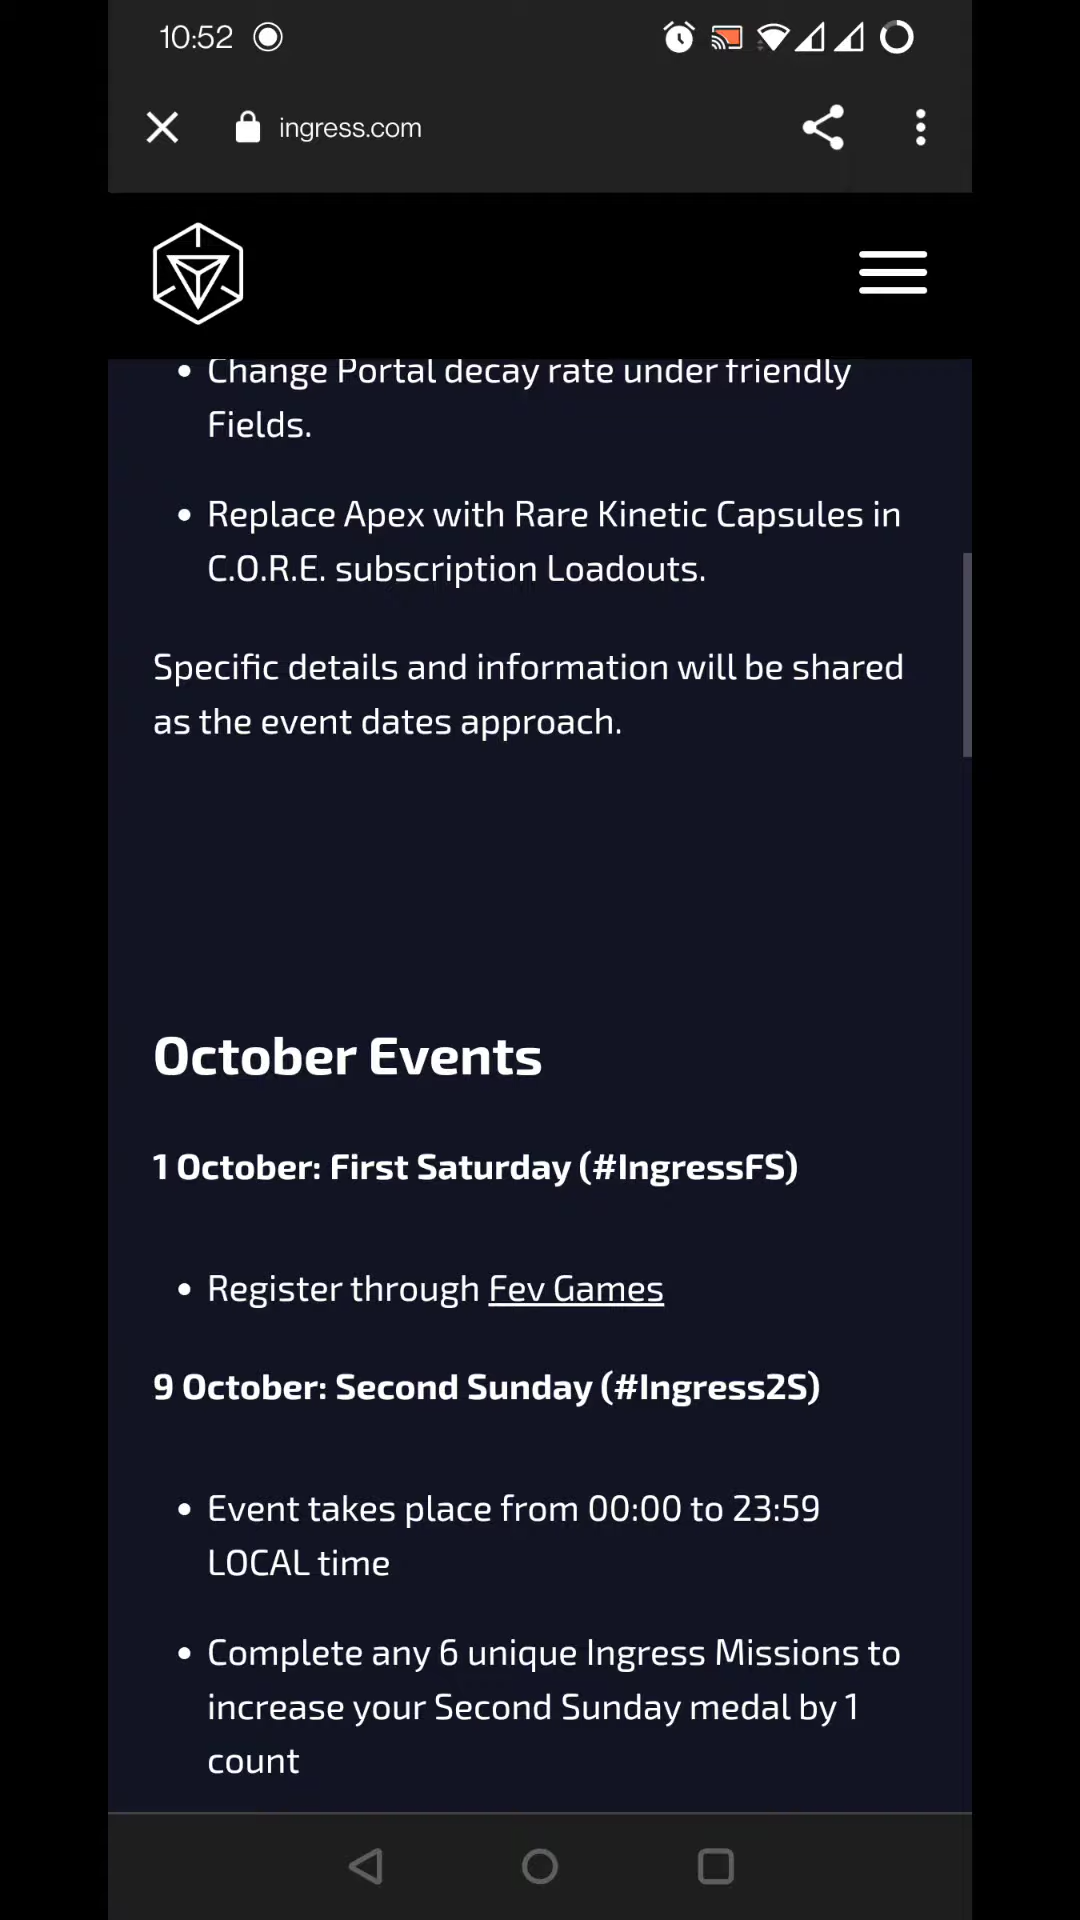 10:52
ingress.com
Change Portal decay rate under friendly
Fields.
Replace Apex with Rare Kinetic Capsules in
C.O.R.E. subscription Loadouts.
Specific details and information will be shared
as the event dates approach.
October Events
1 October: First Saturday (#IngressFS)
Register through Fev Games
9 October: Second Sunday (#Ingress2S)
Event takes place from 00:00 to 23:59
LOCAL time
Complete any 6 unique Ingress Missions to
increase your Second Sunday medal by 1
count